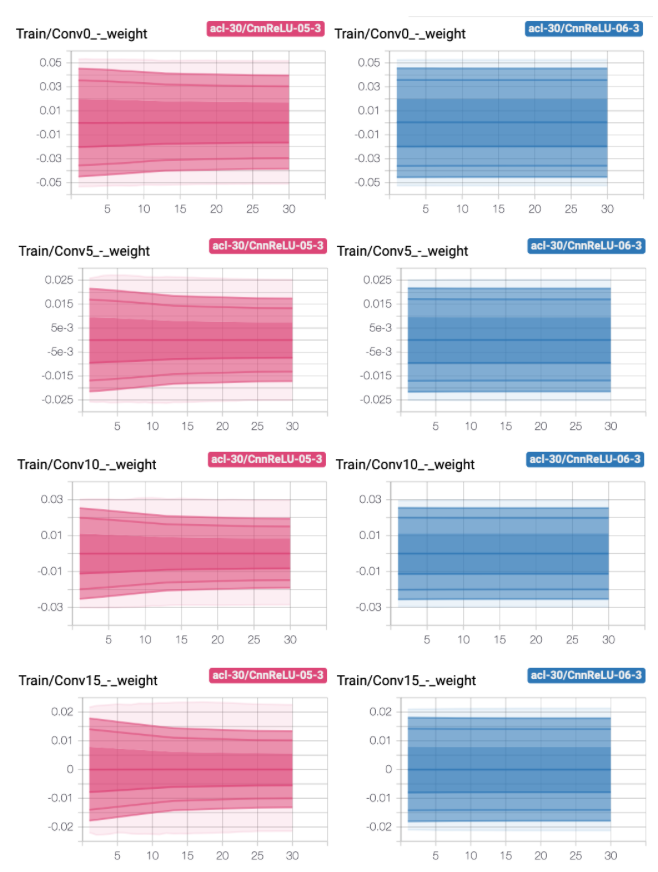 Train/Conv0_-_weight
acl-30/CnnReLU-05-3
Train/Conv0_-_weight
acl-30/CnnReLU-06-3
0.05
0.03
0.01
-0.01
-0.03
-0.05
5 10 15 20 25 30
0.05
0.03
0.01
-0.01
-0.03
-0.05
5 10 15 20 25 30
Train/Conv5_-_weight
acl-30/CnnReLU-05-3
Train/Conv5_-_weight
acl-30/CnnReLU-06-3
0.025
0.015
5e-3
-5e-3
-0.015
-0.025
5 10 15 20 25 30
0.025
0.015
5e-3
-5e-3
-0.015
-0.025
5 10 15 20 25 30
Train/Conv10_-_weight
acl-30/CnnReLU-05-3
Train/Conv10_-_weight
acl-30/CnnReLU-06-3
0.03
0.01
-0.01
-0.03
5 10 15 20 25 30
0.03
0.01
-0.01
-0.03
5 10 15 20 25 30
Train/Conv15_-_weight
acl-30/CnnReLU-05-3
Train/Conv15_-_weight
acl-30/CnnReLU-06-3
0.02
0.01
0
-0.01
-0.02
5 10 15 20 25 30
0.02
0.01
0
-0.01
-0.02
5 10 15 20 25 30